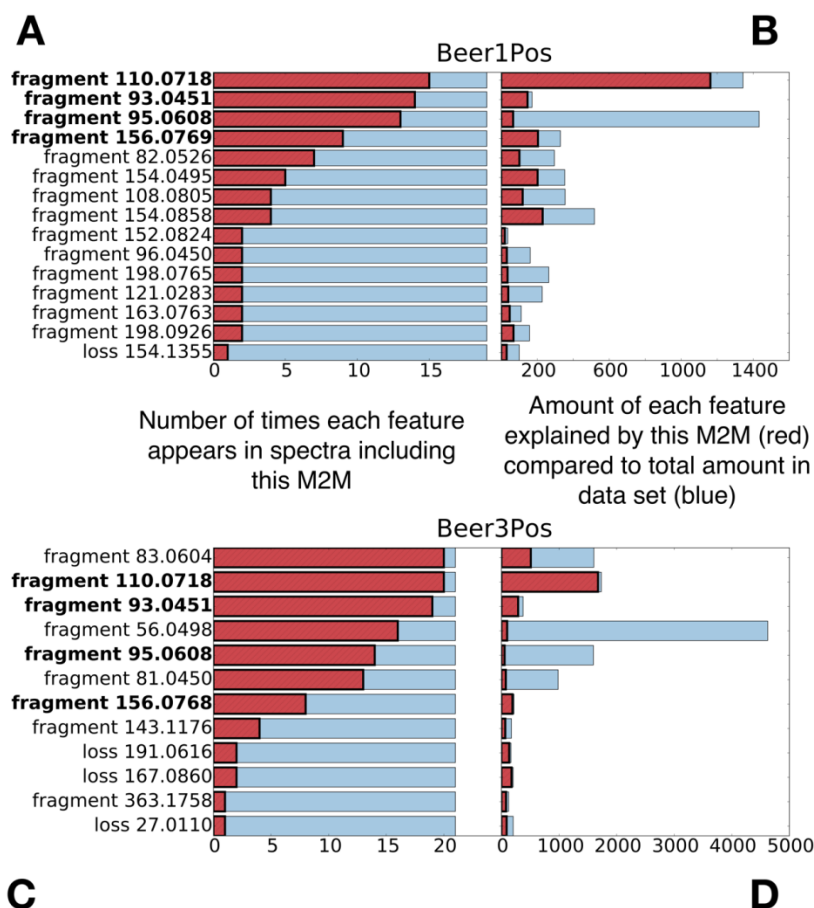 A
B
Beer1Pos
fragment 110.0718
fragment 93.0451
fragment 95.0608
fragment 156.0769
fragment 82.0526
fragment 154.0495
fragment 108.0805
fragment 154.0858
fragment 152.0824
fragment 96.0450
fragment 198.0765
fragment 121.0283
fragment 163.0763
fragment 198.0926
loss 154.1355
0 5 10 15
200 600 1000 1400
Number of times each feature
appears in spectra including
this M2M
Amount of each feature
explained by this M2M (red)
compared to total amount in
data set (blue)
Beer3Pos
fragment 83.0604
fragment 110.0718
fragment 93.0451
fragment 56.0498
fragment 95.0608
fragment 81.0450
fragment 156.0768
fragment 143.1176
loss 191.0616
loss 167.0860
fragment 363.1758
loss 27.0110
0 5 10 15 20
0 1000 2000 3000 4000 5000
C
D